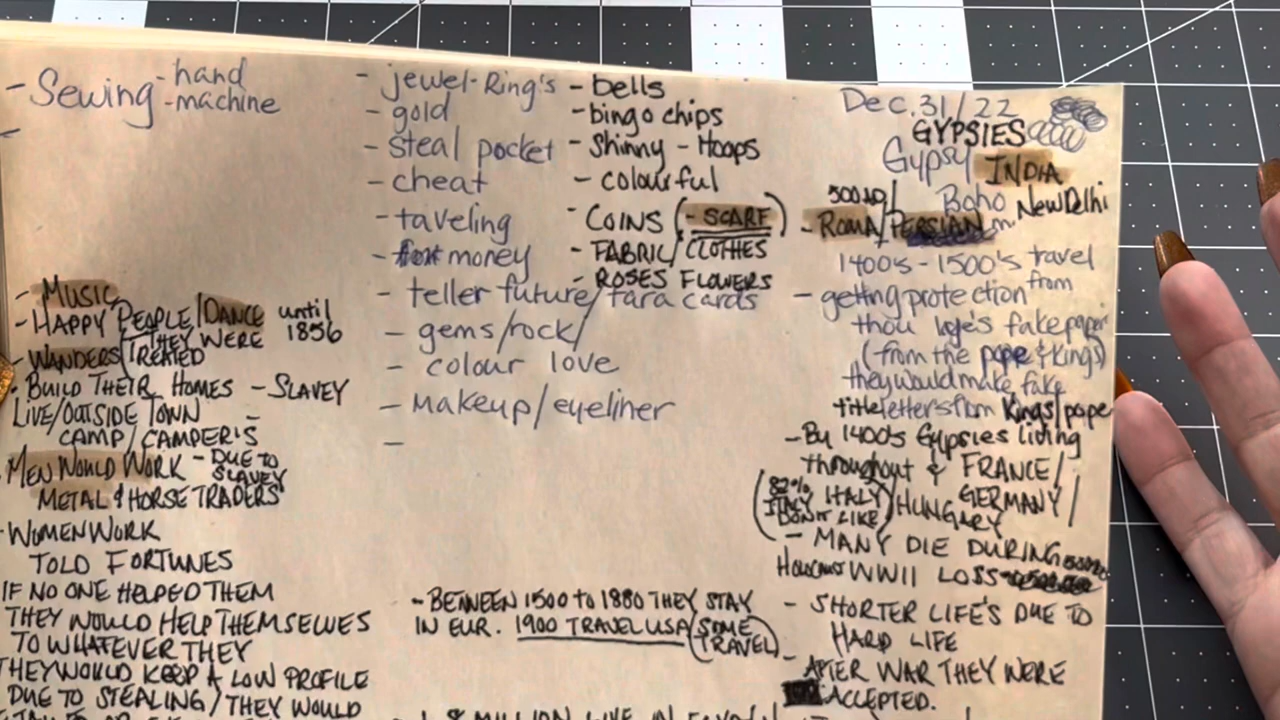 - Sewing - hand
- machine
-
- MUSIC
- HAPPY PEOPLE / DANCE until 1856
THEY WERE
- WANDERS TREATED
- BUILD THEIR HOMES - SLAVEY
LIVE/OUTSIDE TOWN
CAMP / CAMPER'S
MEN WOULD WORK - DUE TO SLAVEY
METAL & HORSE TRADERS
- WOMEN WORK
TOLD FORTUNES
IF NO ONE HELPED THEM
THEY WOULD HELP THEMSELVES
TO WHATEVER THEY
THEY WOULD KEEP A LOW PROFILE
DUE TO STEALING / THEY WOULD
- jewel-Ring's
- gold
- steal pocket
- cheat
- taveling
- money
- teller future/tara cards
- gems/rock/
- colour love
- makeup/eyeliner
-
- bells
- bingo chips
- Shinny - Hoops
- colourful
- COINS (- SCARF)
- FABRIC / CLOTHES
- ROSES FLOWERS
- BETWEEN 1500 to 1880 THEY STAY
IN EUR. 1900 TRAVEL USA (SOME TRAVEL)
Dec. 31/22
GYPSIES
Gypsy INDIA
Boho New Delhi
- ROMA / PERSIAN
1400's - 1500's travel from
- getting protection
fake paper
(from the pope & Kings)
they would make fake
title letters from Kings/pope
- By 1400's Gypsies living
throughout & FRANCE /
GERMANY /
HUNGARY
(82% ITALY DON'T LIKE)
- MANY DIE DURING
HOLOCAUST WWII LOSS
- SHORTER LIFE'S DUE TO
HARD LIFE
- AFTER WAR THEY WERE
ACCEPTED.